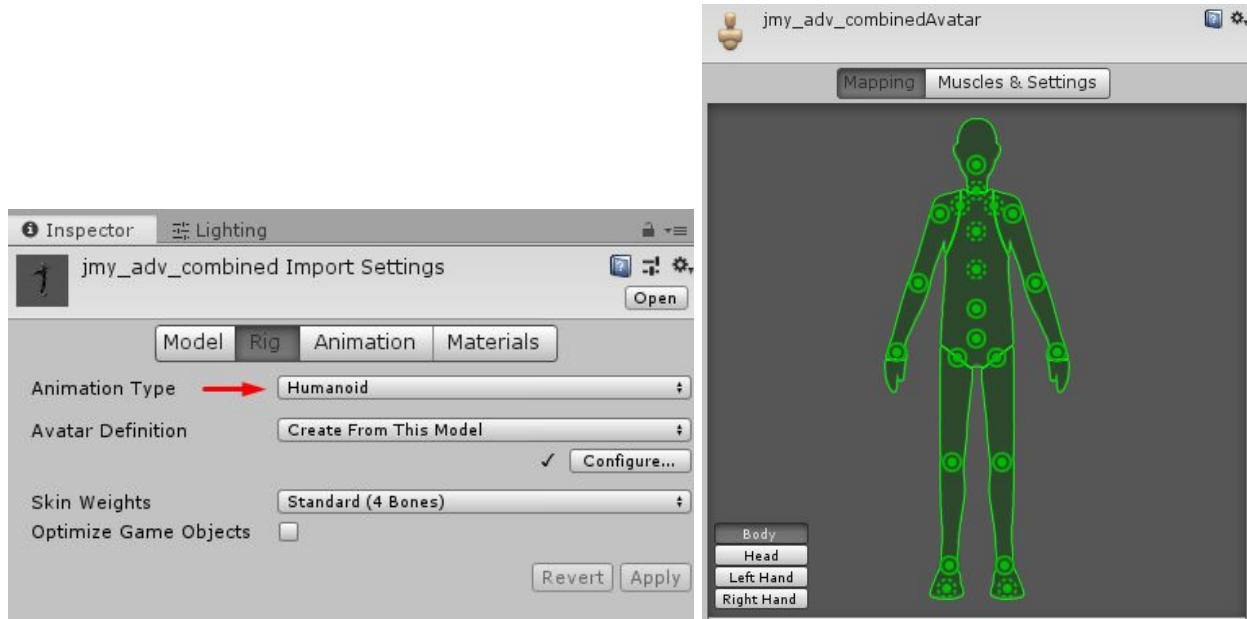 Inspector Lighting
jmy_adv_combined Import Settings
Open
Model Rig Animation Materials
Animation Type Humanoid
Avatar Definition Create From This Model
Configure...
Skin Weights Standard (4 Bones)
Optimize Game Objects
Revert Apply
jmy_adv_combinedAvatar
Mapping Muscles & Settings
Body
Head
Left Hand
Right Hand